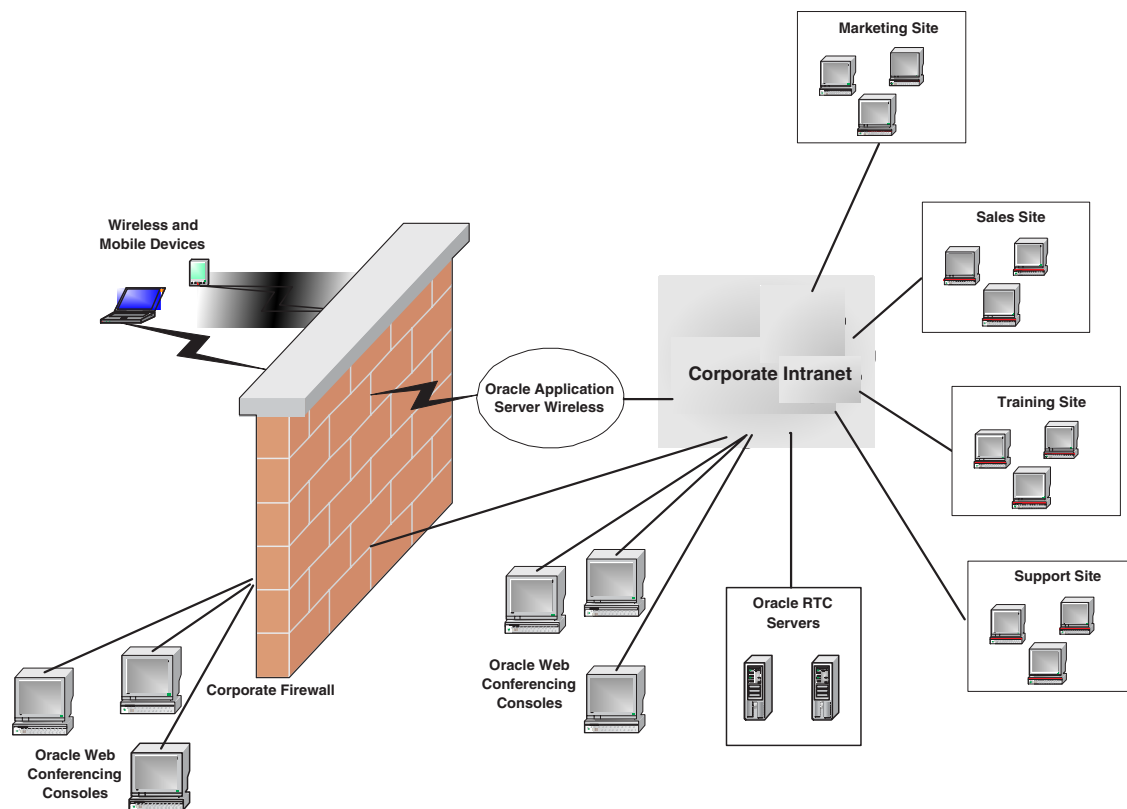 Marketing Site
Sales Site
Wireless and
Mobile Devices
Oracle Application
Server Wireless
Corporate Intranet
Training Site
Support Site
Oracle RTC
Servers
Oracle Web
Conferencing
Consoles
Corporate Firewall
Oracle Web
Conferencing
Consoles